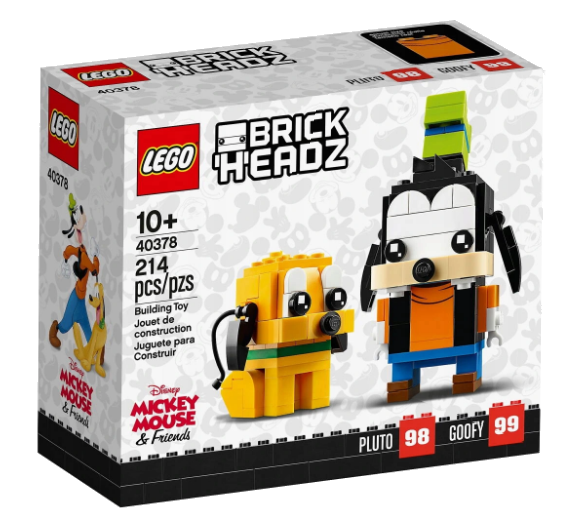 LEGO
BRICK
HEADZ
40378
PLUTO 98 GOOFY 99
LEGO
40378
Disney
MICKEY
MOUSE
& Friends
LEGO
BRICK
HEADZ
10+
40378
214
pcs/pzs
Building Toy
Jouet de
construction
Juguete para
Construir
Disney
MICKEY
MOUSE
& Friends
PLUTO 98 GOOFY 99